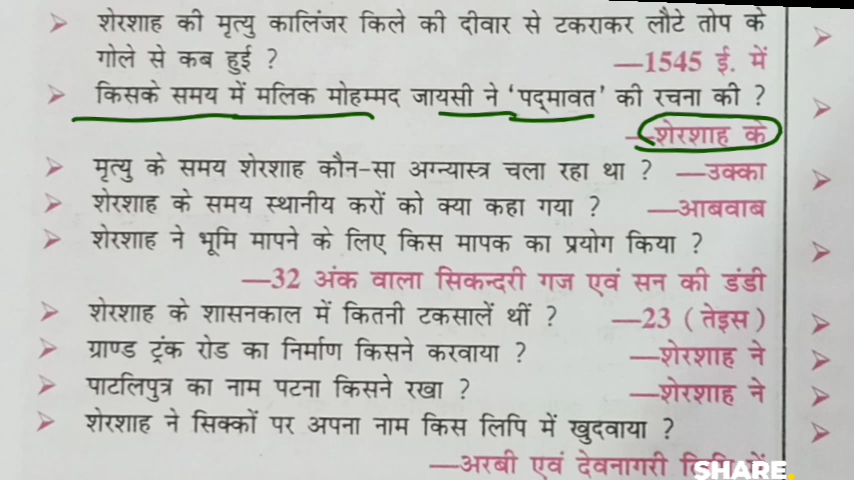 शेरशाह की मृत्यु कालिंजर किले की दीवार से टकराकर लौटे तोप के
गोले से कब हुई ? —1545 ई. में
किसके समय में मलिक मोहम्मद जायसी ने 'पद्मावत' की रचना की ?
—शेरशाह के
मृत्यु के समय शेरशाह कौन-सा अग्न्यास्त्र चला रहा था ? —उक्का
शेरशाह के समय स्थानीय करों को क्या कहा गया ? —आबवाब
शेरशाह ने भूमि मापने के लिए किस मापक का प्रयोग किया ?
—32 अंक वाला सिकन्दरी गज एवं सन की डंडी
शेरशाह के शासनकाल में कितनी टकसालें थीं ? —23 ( तेइस )
ग्राण्ड ट्रंक रोड का निर्माण किसने करवाया ? —शेरशाह ने
पाटलिपुत्र का नाम पटना किसने रखा ? —शेरशाह ने
शेरशाह ने सिक्कों पर अपना नाम किस लिपि में खुदवाया ?
—अरबी एवं देवनागरी
SHARE.